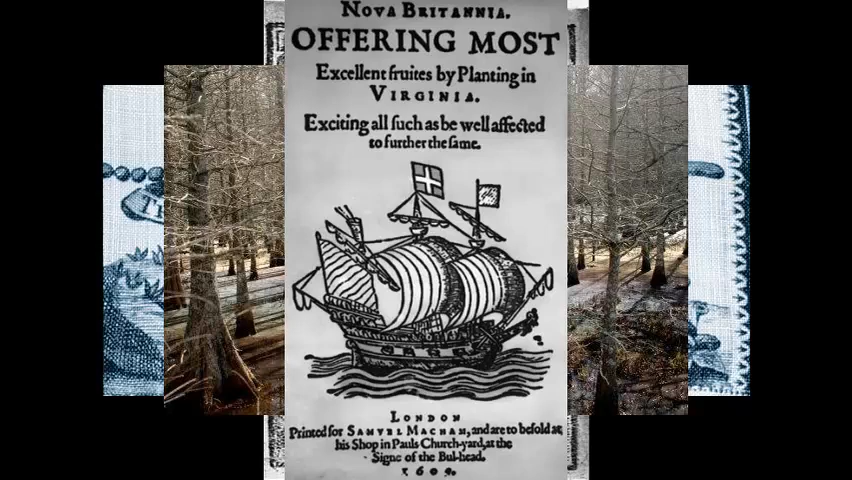 NOVA BRITANNIA.
OFFERING MOST
Excellent fruites by Planting in
VIRGINIA.
Exciting all such as be well affected
to further the same.
LONDON
Printed for SAMVEL MACHAM, and are to be sold at
his Shop in Pauls Church-yard, at the
Signe of the Bul-head.
1609.